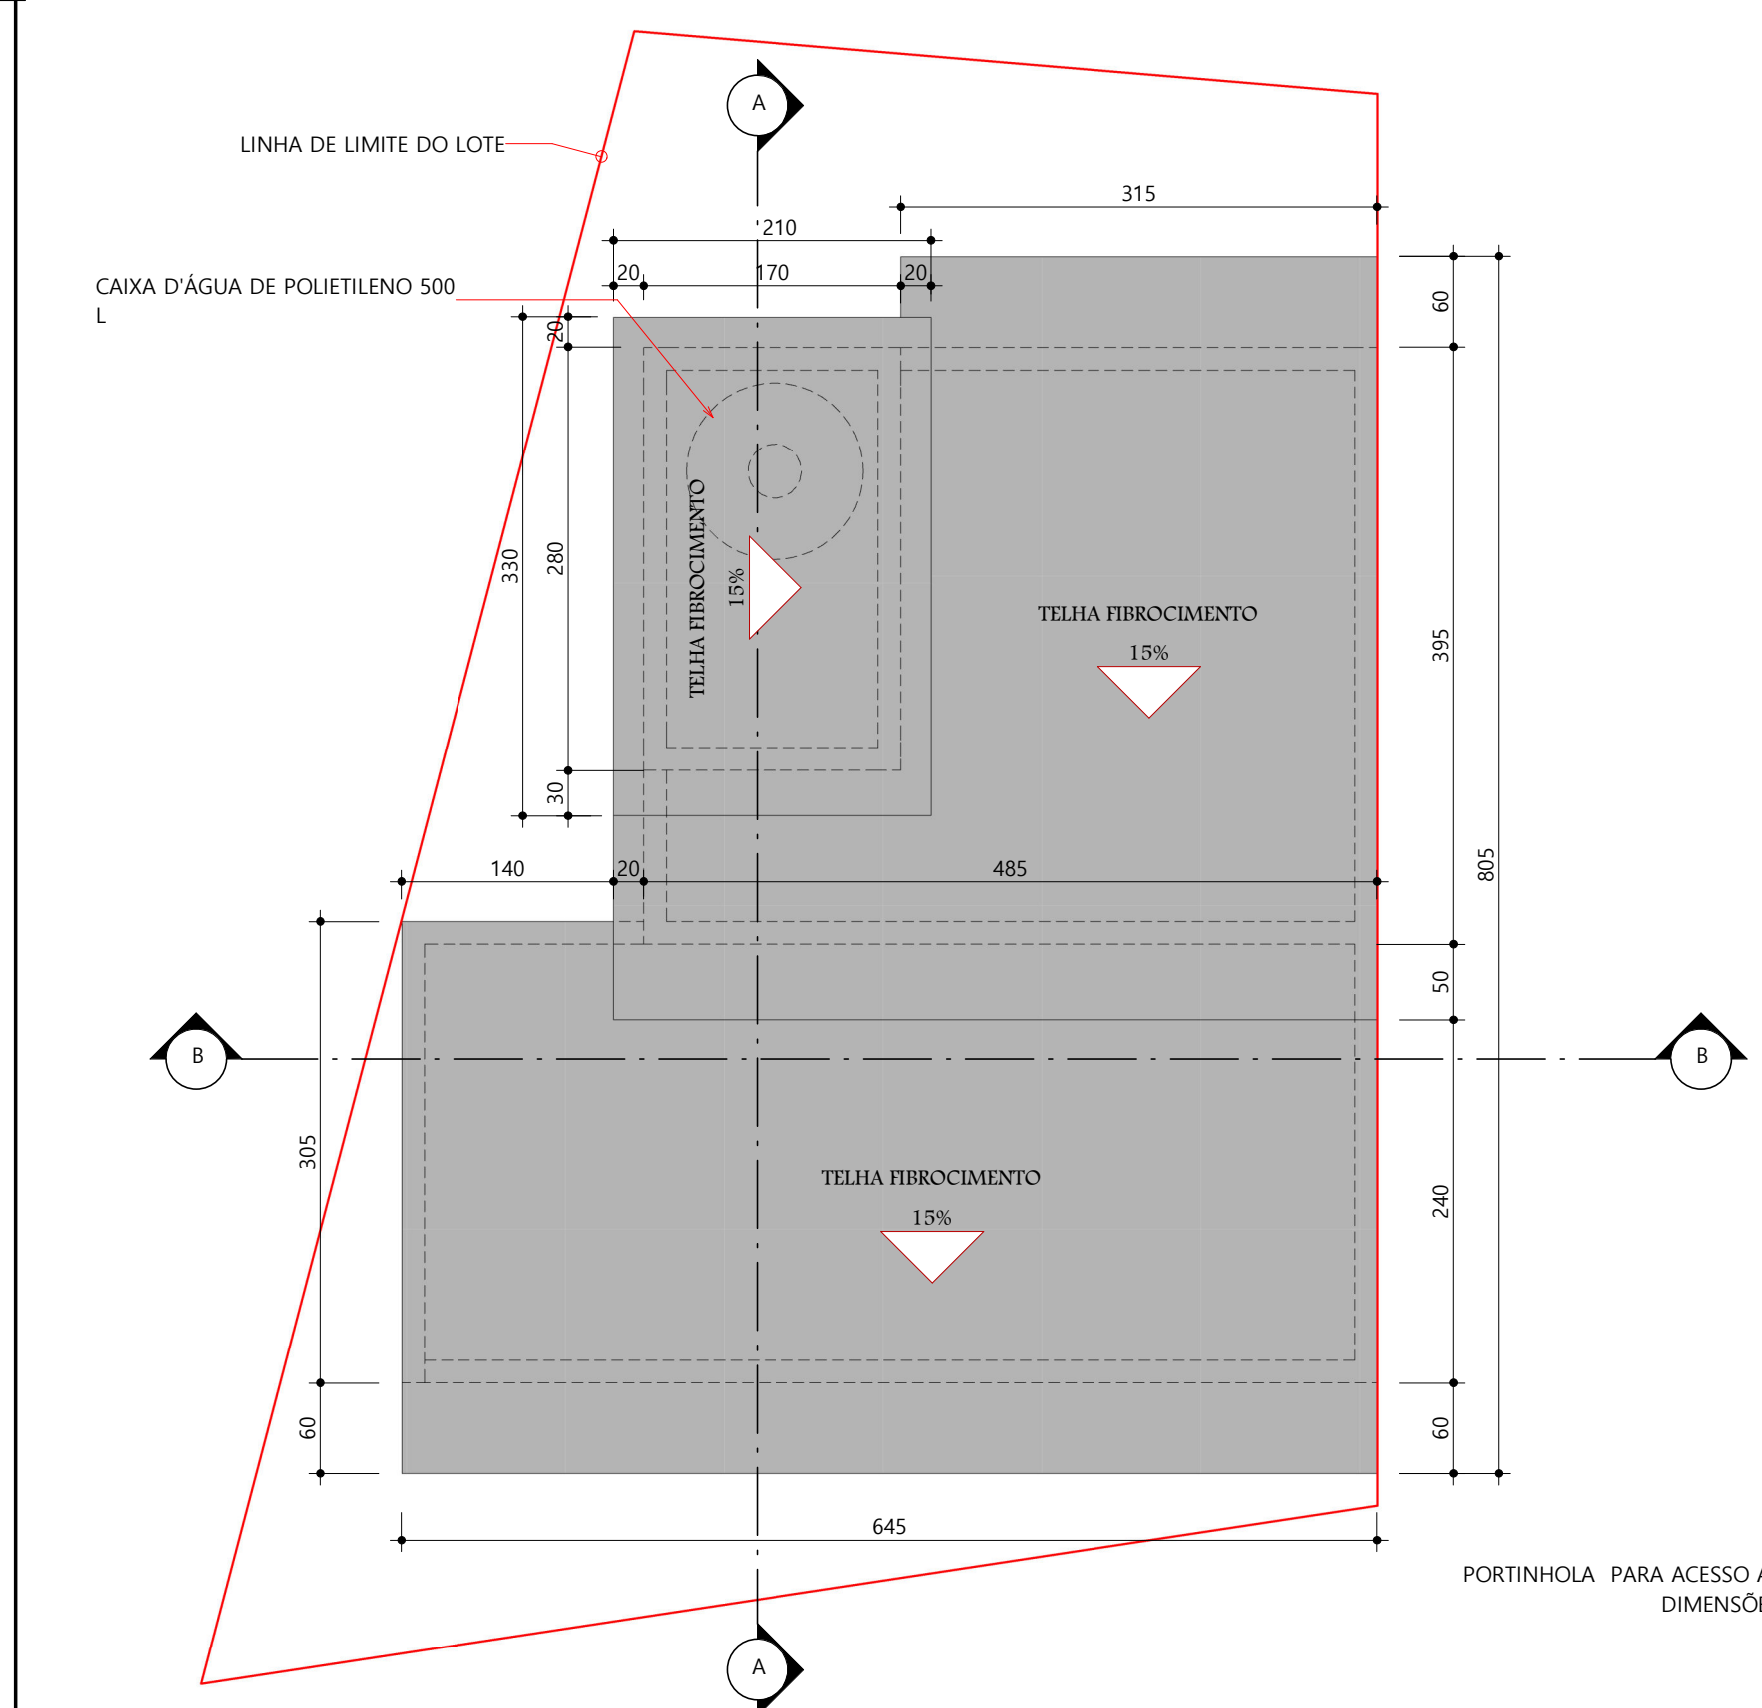 A
LINHA DE LIMITE DO LOTE
315
210
20
170
20
CAIXA D'ÁGUA DE POLIETILENO 500
L
20
60
330
280
TELHA FIBROCIMENTO
15%
TELHA FIBROCIMENTO
15%
395
30
140
20
485
805
50
B
B
305
TELHA FIBROCIMENTO
15%
240
60
60
645
PORTINHOLA PARA ACESSO A
DIMENSÕE
A